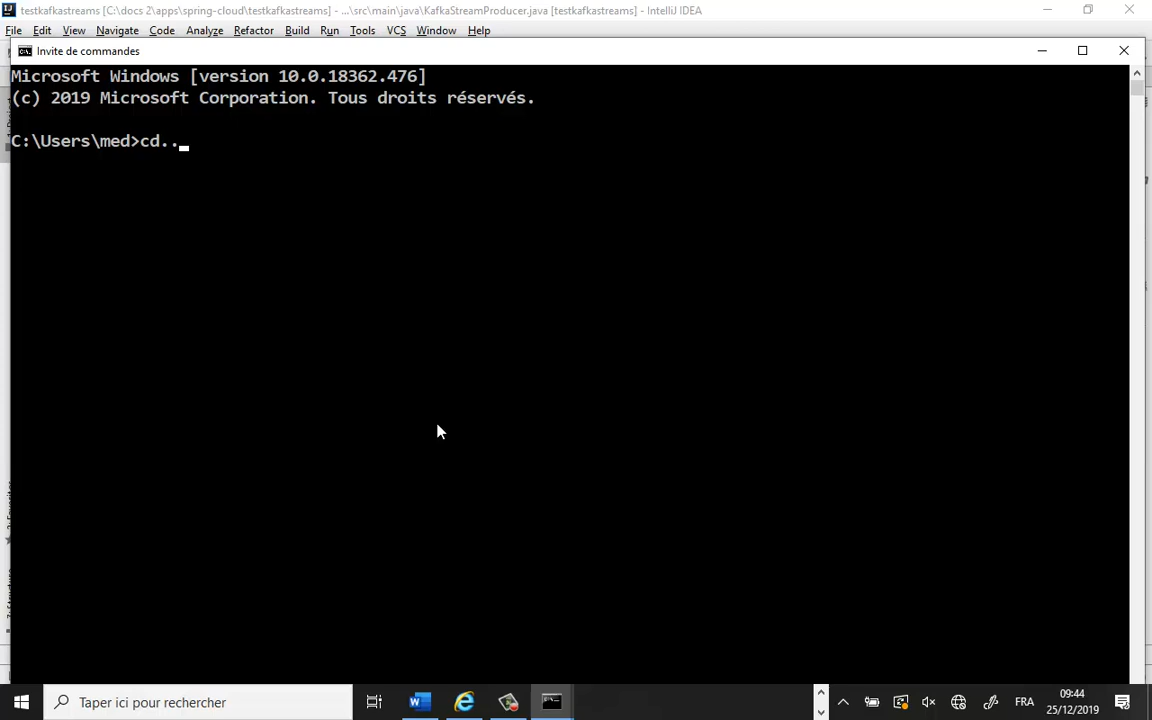 testkafkastreams [C:\docs 2\apps\spring-cloud\testkafkastreams] - ...\src\main\java\KafkaStreamProducer.java [testkafkastreams] - IntelliJ IDEA
File Edit View Navigate Code Analyze Refactor Build Run Tools VCS Window Help
Invite de commandes
Microsoft Windows [version 10.0.18362.476]
(c) 2019 Microsoft Corporation. Tous droits réservés.
C:\Users\med>cd..
Taper ici pour rechercher
FRA
09:44
25/12/2019